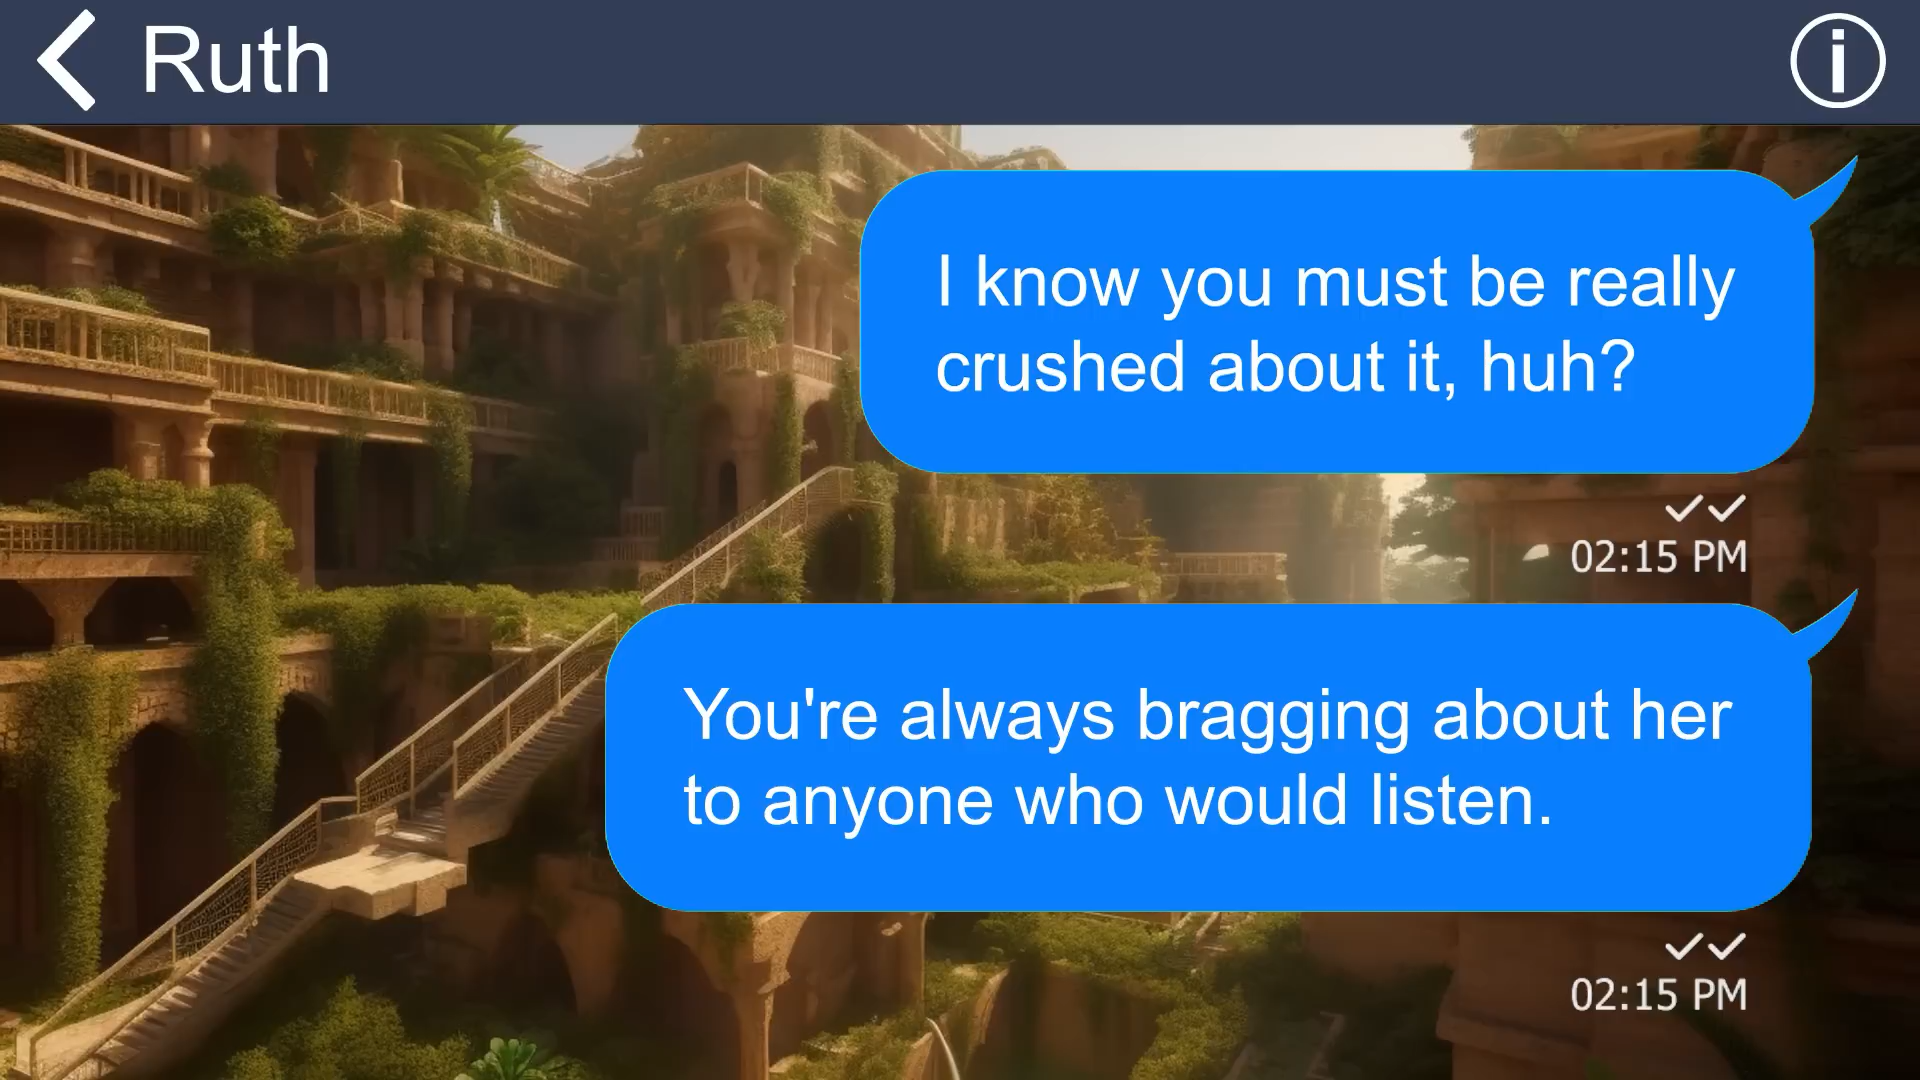 Ruth
I know you must be really
crushed about it, huh?
02:15 PM
You're always bragging about her
to anyone who would listen.
02:15 PM